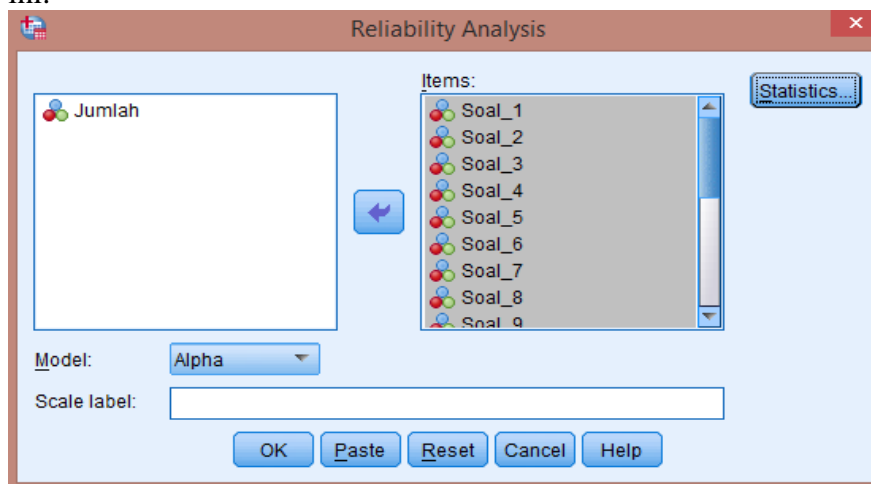 Reliability Analysis
Items:
Statistics...
Jumlah
Soal_1
Soal_2
Soal_3
Soal_4
Soal_5
Soal_6
Soal_7
Soal_8
Soal_9
Model:
Alpha
Scale label:
OK Paste Reset Cancel Help